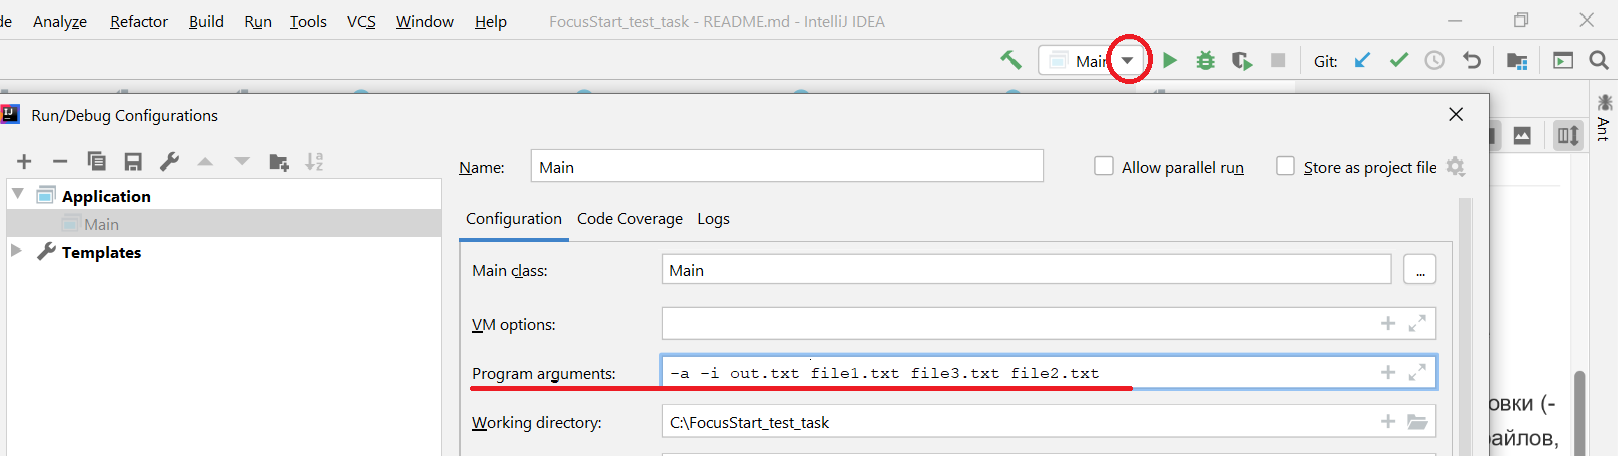 de Analyze Refactor Build Run Tools VCS Window Help FocusStart_test_task - README.md - IntelliJ IDEA
Main Git:
Run/Debug Configurations
Ant
Name: Main Allow parallel run Store as project file
Application
Main
Templates
Configuration Code Coverage Logs
Main class: Main ...
VM options:
Program arguments: -a -i out.txt file1.txt file3.txt file2.txt
Working directory: C:\FocusStart_test_task
овки (-
айлов,